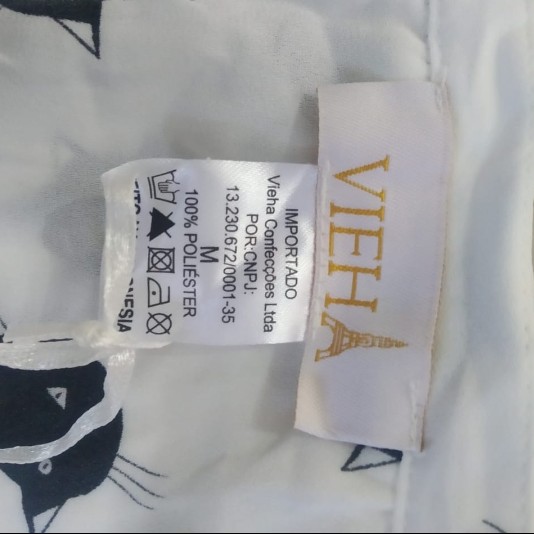 VIEHA
IMPORTADO
Vieha Confecções Ltda
POR:CNPJ:
13.230.672/0001-35
M
100% POLIÉSTER